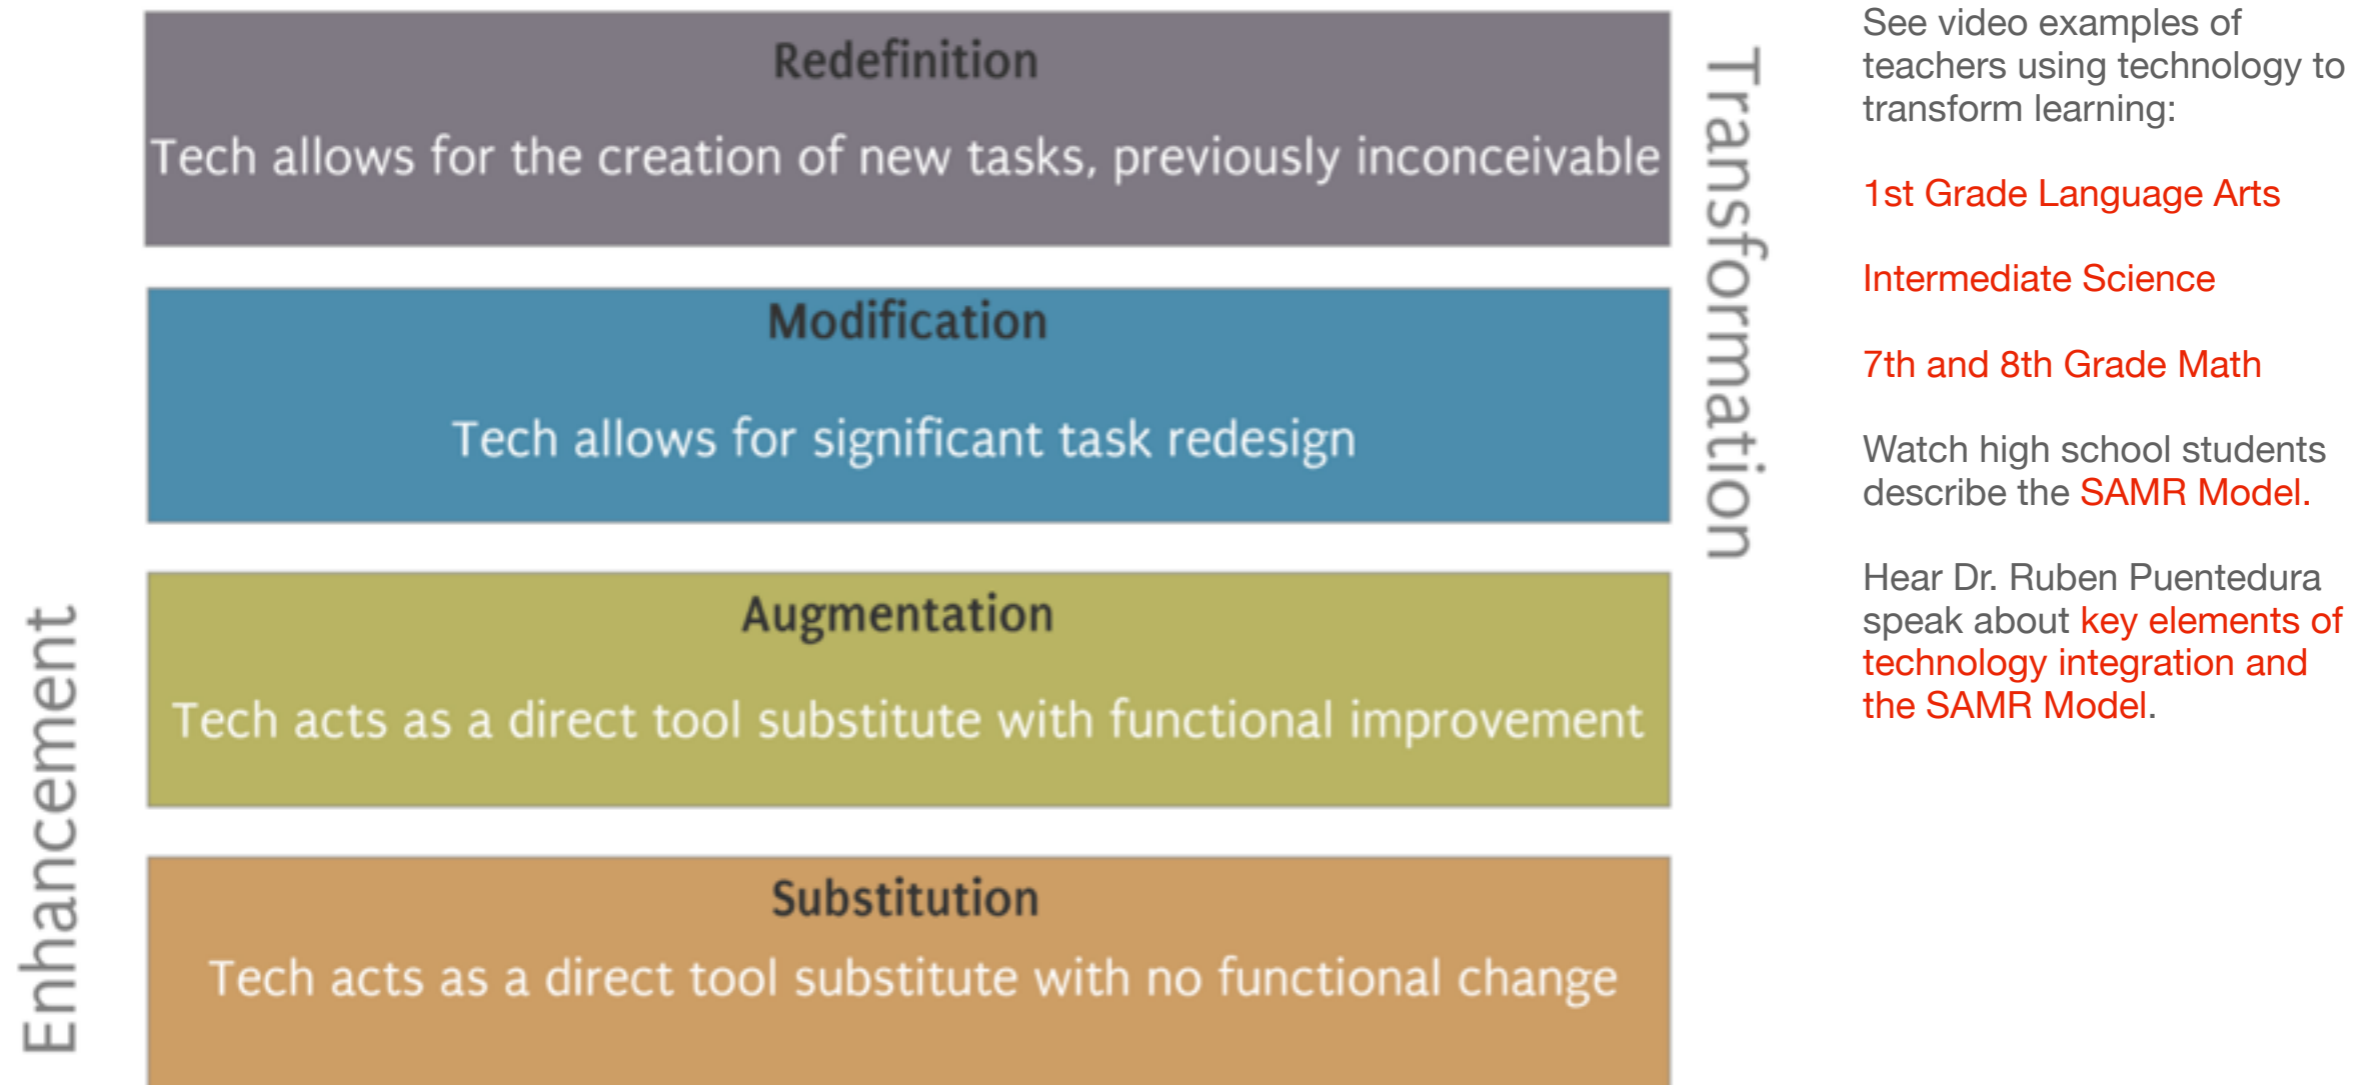 Redefinition
Tech allows for the creation of new tasks, previously inconceivable
Modification
Tech allows for significant task redesign
Transformation
Augmentation
Tech acts as a direct tool substitute with functional improvement
Substitution
Tech acts as a direct tool substitute with no functional change
Enhancement
See video examples of
teachers using technology to
transform learning:
1st Grade Language Arts
Intermediate Science
7th and 8th Grade Math
Watch high school students
describe the SAMR Model.
Hear Dr. Ruben Puentedura
speak about key elements of
technology integration and
the SAMR Model.